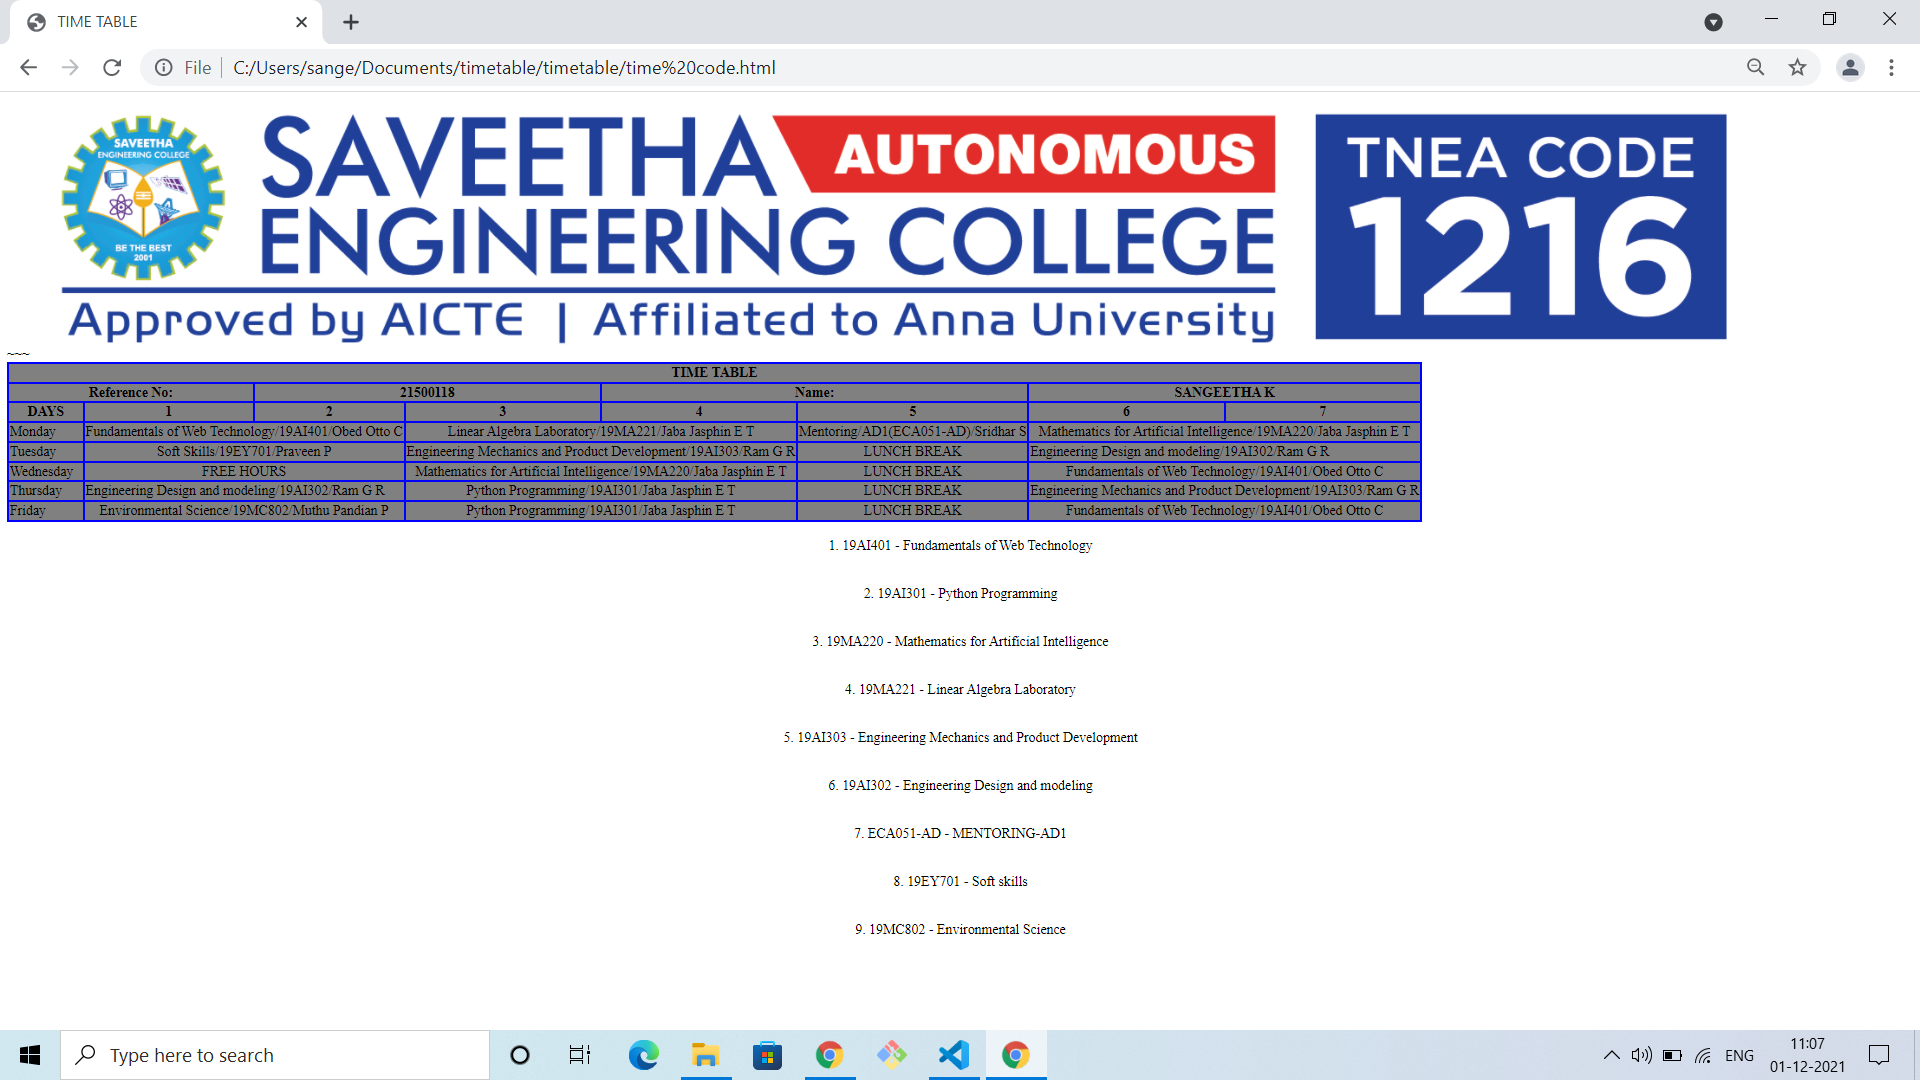 TIME TABLE
File
C:/Users/sange/Documents/timetable/timetable/time%20code.html
SAVEETHA
ENGINEERING COLLEGE
BE THE BEST
2001
SAVEETHA AUTONOMOUS
ENGINEERING COLLEGE
Approved by AICTE | Affiliated to Anna University
TNEA CODE
1216
~~~
TIME TABLE
Reference No: 21500118 Name: SANGEETHA K
DAYS 1 2 3 4 5 6 7
Monday Fundamentals of Web Technology/19AI401/Obed Otto C Linear Algebra Laboratory/19MA221/Jaba Jasphin E T Mentoring/AD1(ECA051-AD)/Sridhar S Mathematics for Artificial Intelligence/19MA220/Jaba Jasphin E T
Tuesday Soft Skills/19EY701/Praveen P Engineering Mechanics and Product Development/19AI303/Ram G R LUNCH BREAK Engineering Design and modeling/19AI302/Ram G R
Wednesday FREE HOURS Mathematics for Artificial Intelligence/19MA220/Jaba Jasphin E T LUNCH BREAK Fundamentals of Web Technology/19AI401/Obed Otto C
Thursday Engineering Design and modeling/19AI302/Ram G R Python Programming/19AI301/Jaba Jasphin E T LUNCH BREAK Engineering Mechanics and Product Development/19AI303/Ram G R
Friday Environmental Science/19MC802/Muthu Pandian P Python Programming/19AI301/Jaba Jasphin E T LUNCH BREAK Fundamentals of Web Technology/19AI401/Obed Otto C
1. 19AI401 - Fundamentals of Web Technology
2. 19AI301 - Python Programming
3. 19MA220 - Mathematics for Artificial Intelligence
4. 19MA221 - Linear Algebra Laboratory
5. 19AI303 - Engineering Mechanics and Product Development
6. 19AI302 - Engineering Design and modeling
7. ECA051-AD - MENTORING-AD1
8. 19EY701 - Soft skills
9. 19MC802 - Environmental Science
Type here to search
ENG
11:07
01-12-2021